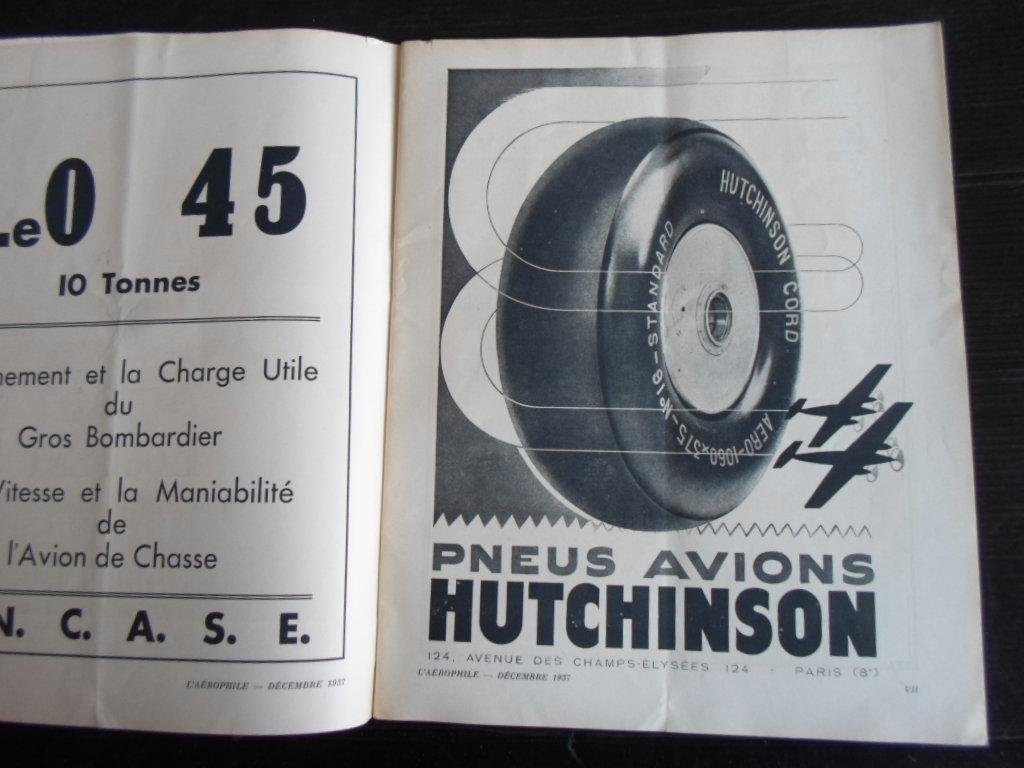 LeO 45
10 Tonnes
nement et la Charge Utile
du
Gros Bombardier
Vitesse et la Maniabilité
de
l'Avion de Chasse
N. C. A. S. E.
L'AÉROPHILE — DÉCEMBRE 1937
HUTCHINSON CORD
AERO-1060x375-Nº18-STANDARD
PNEUS AVIONS
HUTCHINSON
124, AVENUE DES CHAMPS-ÉLYSÉES 124 - PARIS (8e)
L'AÉROPHILE — DÉCEMBRE 1937
VII